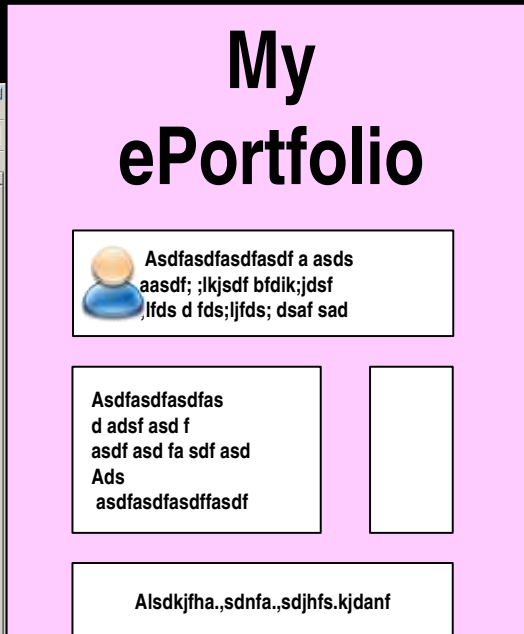 My
ePortfolio
Asdfasdfasdfasdf a asds
aasdf; ;lkjsdf bfdik;jdsf
;lfds d fds;ljfds; dsaf sad
Asdfasdfasdfas
d adsf asd f
asdf asd fa sdf asd
Ads
asdfasdfasdffasdf
Alsdkjfha.,sdnfa.,sdjhfs.kjdanf